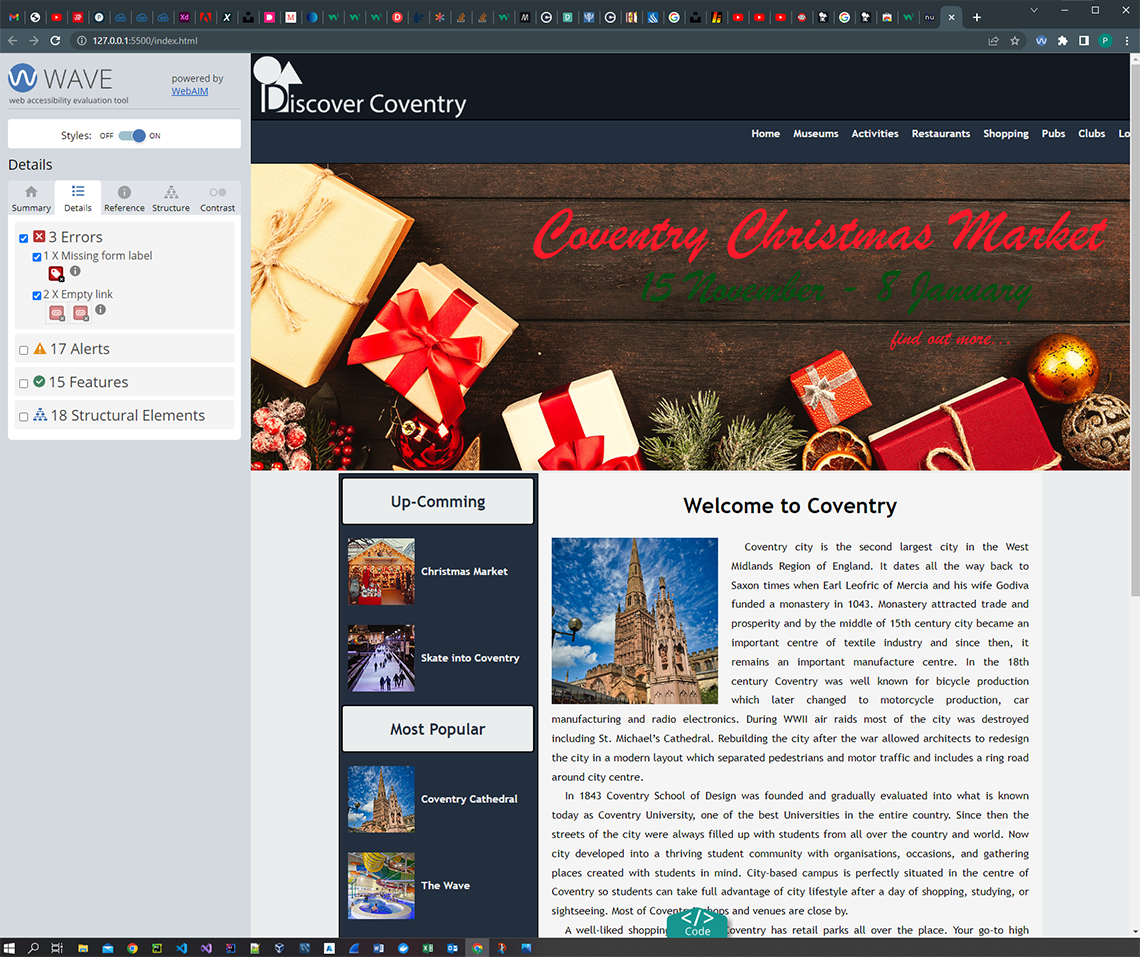 127.0.0.1:5500/index.html
WAVE
web accessibility evaluation tool
powered by
WebAIM
Styles: OFF ON
Details
Summary Details Reference Structure Contrast
3 Errors
1 X Missing form label
2 X Empty link
17 Alerts
15 Features
18 Structural Elements
Discover Coventry
Home Museums Activities Restaurants Shopping Pubs Clubs Lo
Coventry Christmas Market
15 November - 8 January
find out more...
Up-Comming
Christmas Market
Skate into Coventry
Most Popular
Coventry Cathedral
The Wave
Welcome to Coventry
Coventry city is the second largest city in the West
Midlands Region of England. It dates all the way back to
Saxon times when Earl Leofric of Mercia and his wife Godiva
funded a monastery in 1043. Monastery attracted trade and
prosperity and by the middle of 15th century city became an
important centre of textile industry and since then, it
remains an important manufacture centre. In the 18th
century Coventry was well known for bicycle production
which later changed to motorcycle production, car
manufacturing and radio electronics. During WWII air raids most of the city was destroyed
including St. Michael's Cathedral. Rebuilding the city after the war allowed architects to redesign
the city in a modern layout which separated pedestrians and motor traffic and includes a ring road
around city centre.
In 1843 Coventry School of Design was founded and gradually evaluated into what is known
today as Coventry University, one of the best Universities in the entire country. Since then the
streets of the city were always filled up with students from all over the country and world. Now
city developed into a thriving student community with organisations, occasions, and gathering
places created with students in mind. City-based campus is perfectly situated in the centre of
Coventry so students can take full advantage of city lifestyle after a day of shopping, studying, or
sightseeing. Most of Coventry shops and venues are close by.
A well-liked shopping Coventry has retail parks all over the place. Your go-to high
</> Code